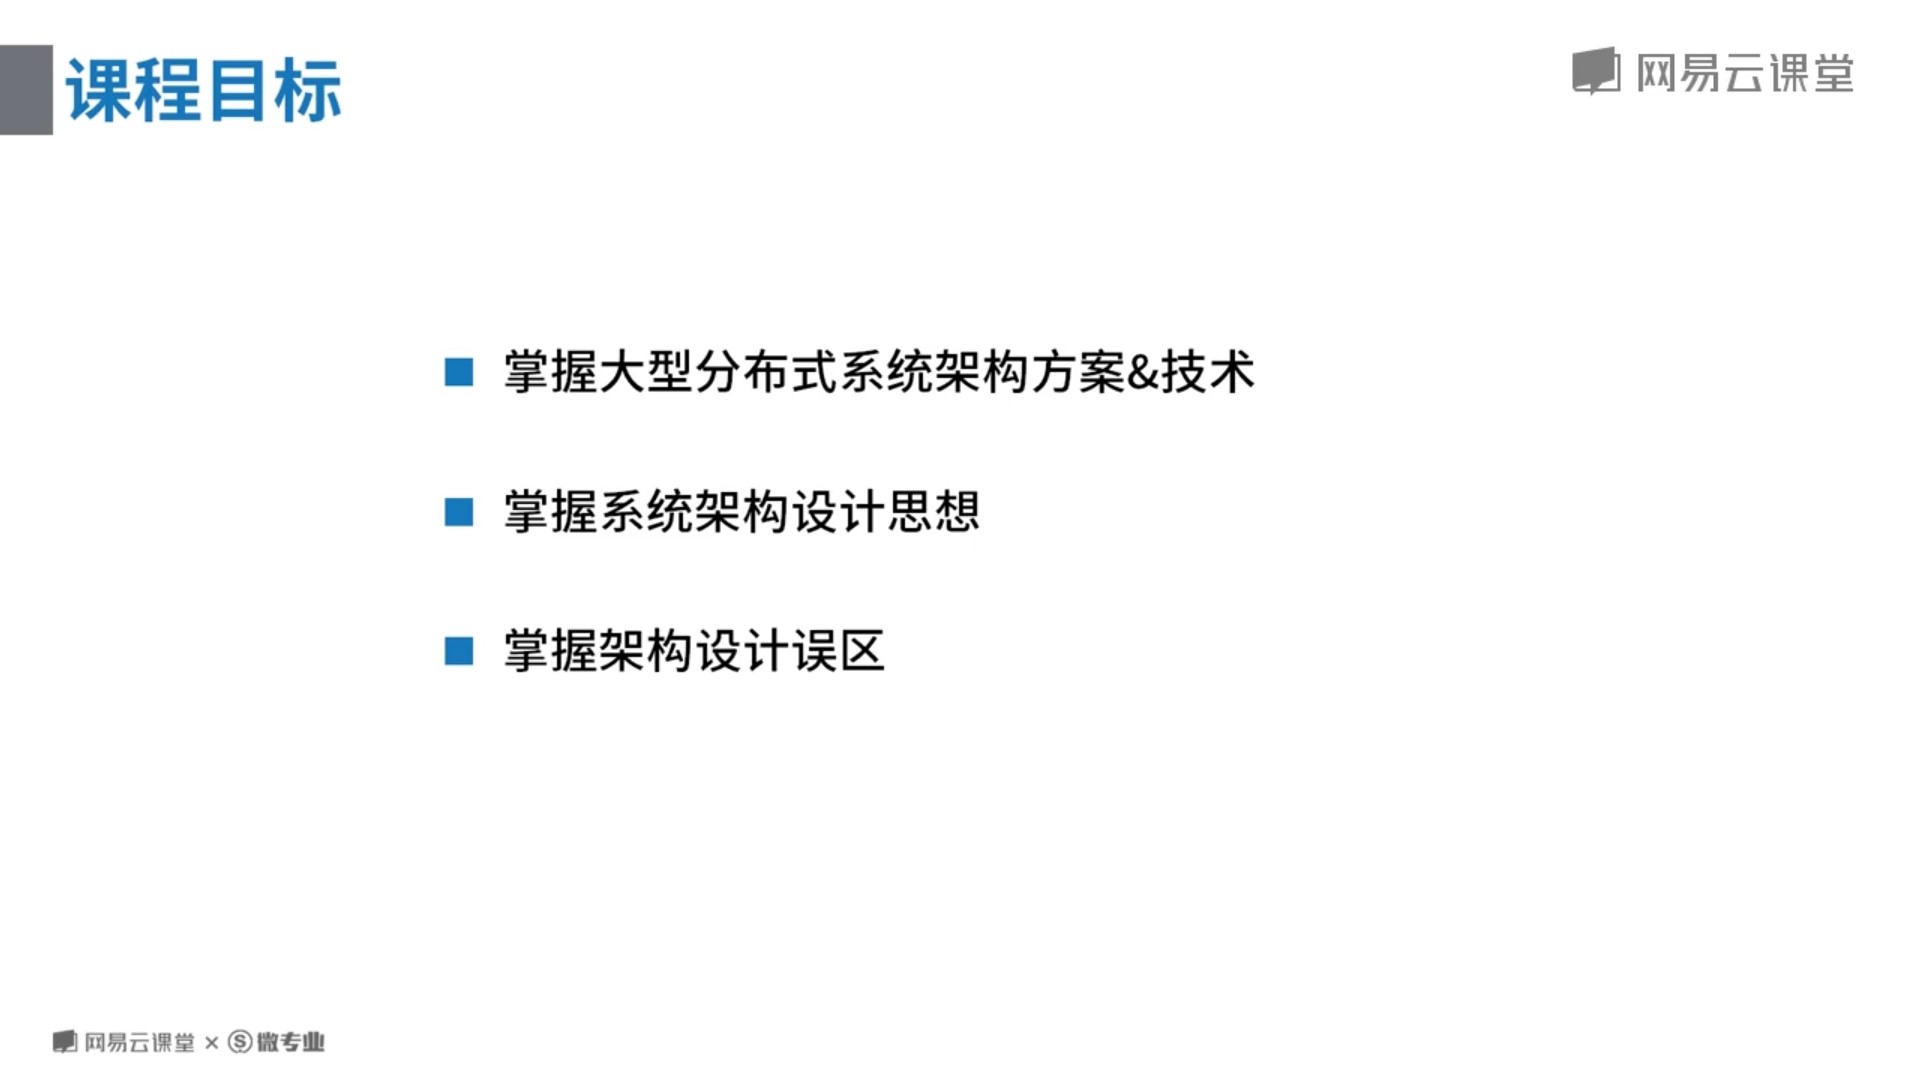 课程目标
网易云课堂
掌握大型分布式系统架构方案&技术
掌握系统架构设计思想
掌握架构设计误区
网易云课堂 × Ⓢ微专业